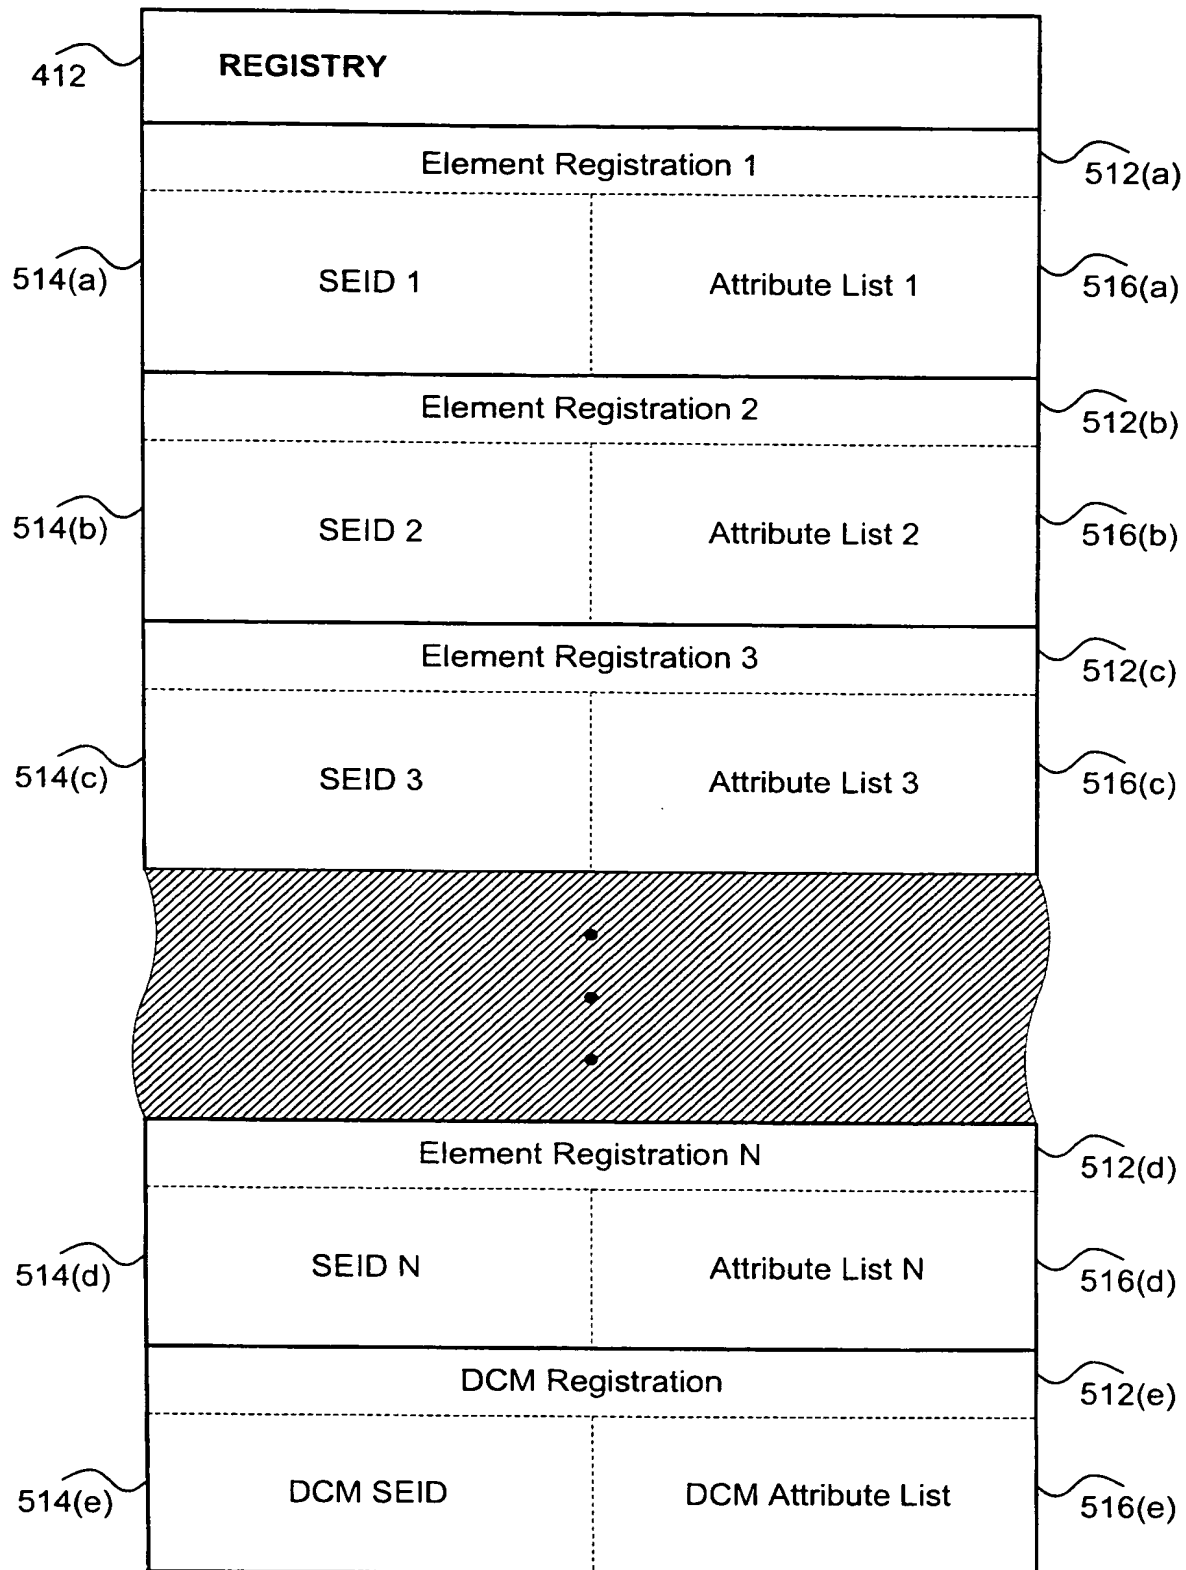 412
REGISTRY
Element Registration 1
512(a)
514(a)
SEID 1
Attribute List 1
516(a)
Element Registration 2
512(b)
514(b)
SEID 2
Attribute List 2
516(b)
Element Registration 3
512(c)
514(c)
SEID 3
Attribute List 3
516(c)
Element Registration N
512(d)
514(d)
SEID N
Attribute List N
516(d)
DCM Registration
512(e)
514(e)
DCM SEID
DCM Attribute List
516(e)